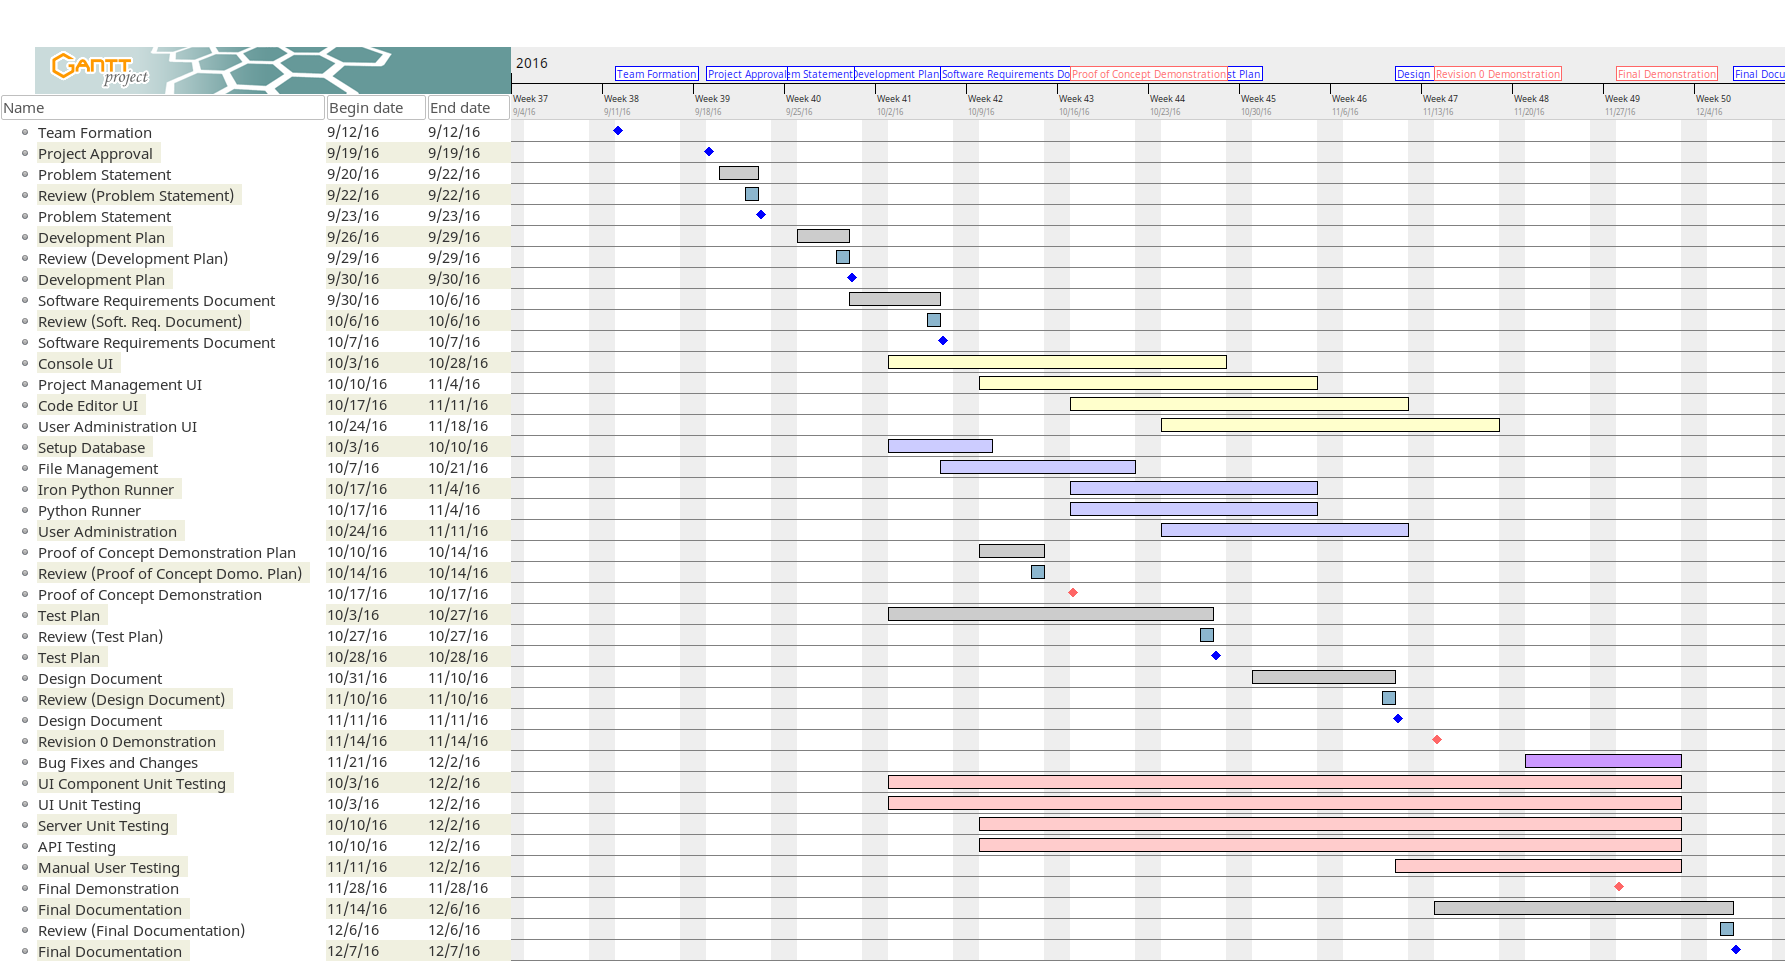 GANTT
project
2016
Team Formation Project Approval m Statement Development Plan Software Requirements Do Proof of Concept Demonstration st Plan Design Revision 0 Demonstration Final Demonstration Final Docu
Name Begin date End date
Week 37 Week 38 Week 39 Week 40 Week 41 Week 42 Week 43 Week 44 Week 45 Week 46 Week 47 Week 48 Week 49 Week 50
9/4/16 9/11/16 9/18/16 9/25/16 10/2/16 10/9/16 10/16/16 10/23/16 10/30/16 11/6/16 11/13/16 11/20/16 11/27/16 12/4/16
Team Formation 9/12/16 9/12/16
Project Approval 9/19/16 9/19/16
Problem Statement 9/20/16 9/22/16
Review (Problem Statement) 9/22/16 9/22/16
Problem Statement 9/23/16 9/23/16
Development Plan 9/26/16 9/29/16
Review (Development Plan) 9/29/16 9/29/16
Development Plan 9/30/16 9/30/16
Software Requirements Document 9/30/16 10/6/16
Review (Soft. Req. Document) 10/6/16 10/6/16
Software Requirements Document 10/7/16 10/7/16
Console UI 10/3/16 10/28/16
Project Management UI 10/10/16 11/4/16
Code Editor UI 10/17/16 11/11/16
User Administration UI 10/24/16 11/18/16
Setup Database 10/3/16 10/10/16
File Management 10/7/16 10/21/16
Iron Python Runner 10/17/16 11/4/16
Python Runner 10/17/16 11/4/16
User Administration 10/24/16 11/11/16
Proof of Concept Demonstration Plan 10/10/16 10/14/16
Review (Proof of Concept Domo. Plan) 10/14/16 10/14/16
Proof of Concept Demonstration 10/17/16 10/17/16
Test Plan 10/3/16 10/27/16
Review (Test Plan) 10/27/16 10/27/16
Test Plan 10/28/16 10/28/16
Design Document 10/31/16 11/10/16
Review (Design Document) 11/10/16 11/10/16
Design Document 11/11/16 11/11/16
Revision 0 Demonstration 11/14/16 11/14/16
Bug Fixes and Changes 11/21/16 12/2/16
UI Component Unit Testing 10/3/16 12/2/16
UI Unit Testing 10/3/16 12/2/16
Server Unit Testing 10/10/16 12/2/16
API Testing 10/10/16 12/2/16
Manual User Testing 11/11/16 12/2/16
Final Demonstration 11/28/16 11/28/16
Final Documentation 11/14/16 12/6/16
Review (Final Documentation) 12/6/16 12/6/16
Final Documentation 12/7/16 12/7/16